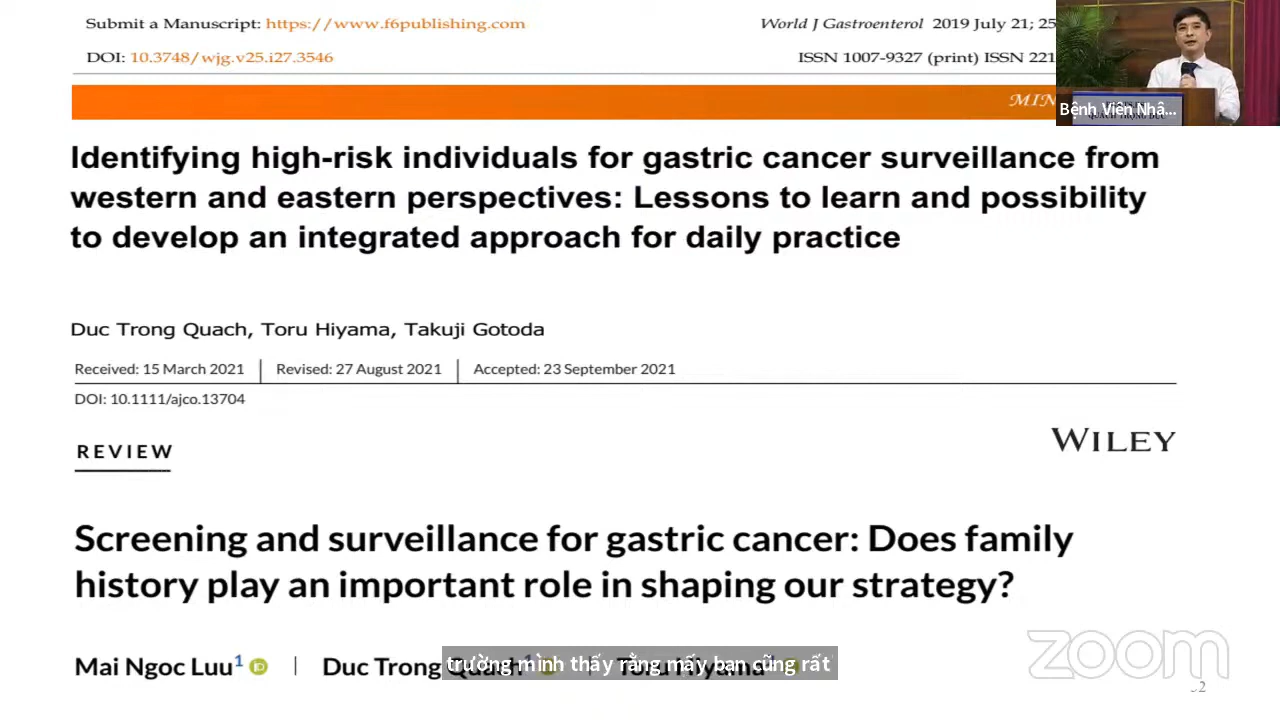 Submit a Manuscript: https://www.f6publishing.com
World J Gastroenterol 2019 July 21; 25
DOI: 10.3748/wjg.v25.i27.3546
ISSN 1007-9327 (print) ISSN 221
Bệnh Viên Nhâ...
Identifying high-risk individuals for gastric cancer surveillance from
western and eastern perspectives: Lessons to learn and possibility
to develop an integrated approach for daily practice
Duc Trong Quach, Toru Hiyama, Takuji Gotoda
Received: 15 March 2021 | Revised: 27 August 2021 | Accepted: 23 September 2021
DOI: 10.1111/ajco.13704
REVIEW
WILEY
Screening and surveillance for gastric cancer: Does family
history play an important role in shaping our strategy?
Mai Ngoc Luu1 | Duc Trong Quach1 | Toru Hiyama
trường mình thấy rằng mấy bạn cũng rất
zoom